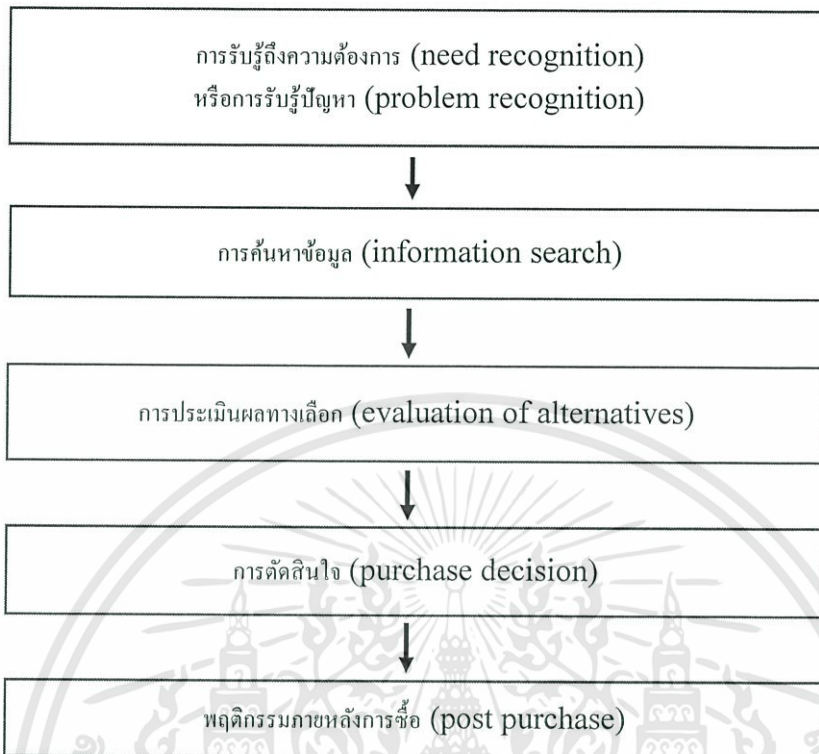 การรับรู้ถึงความต้องการ (need recognition)
หรือการรับรู้ปัญหา (problem recognition)
การค้นหาข้อมูล (information search)
การประเมินผลทางเลือก (evaluation of alternatives)
การตัดสินใจ (purchase decision)
พฤติกรรมภายหลังการซื้อ (post purchase)